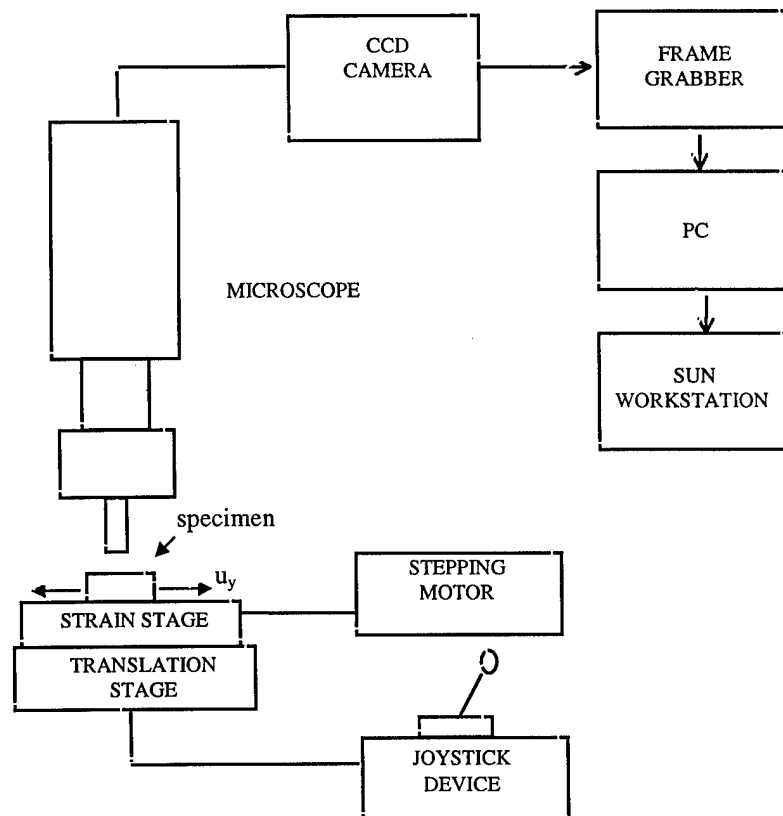 CCD
CAMERA
FRAME
GRABBER
PC
MICROSCOPE
SUN
WORKSTATION
specimen
u_y
STRAIN STAGE
STEPPING
MOTOR
TRANSLATION
STAGE
JOYSTICK
DEVICE